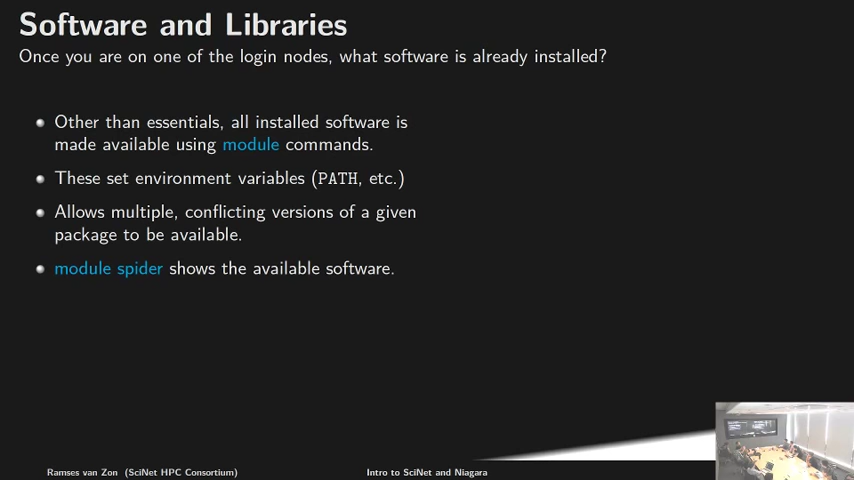 Software and Libraries
Once you are on one of the login nodes, what software is already installed?
Other than essentials, all installed software is
made available using module commands.
These set environment variables (PATH, etc.)
Allows multiple, conflicting versions of a given
package to be available.
module spider shows the available software.
Ramses van Zon (SciNet HPC Consortium)
Intro to SciNet and Niagara